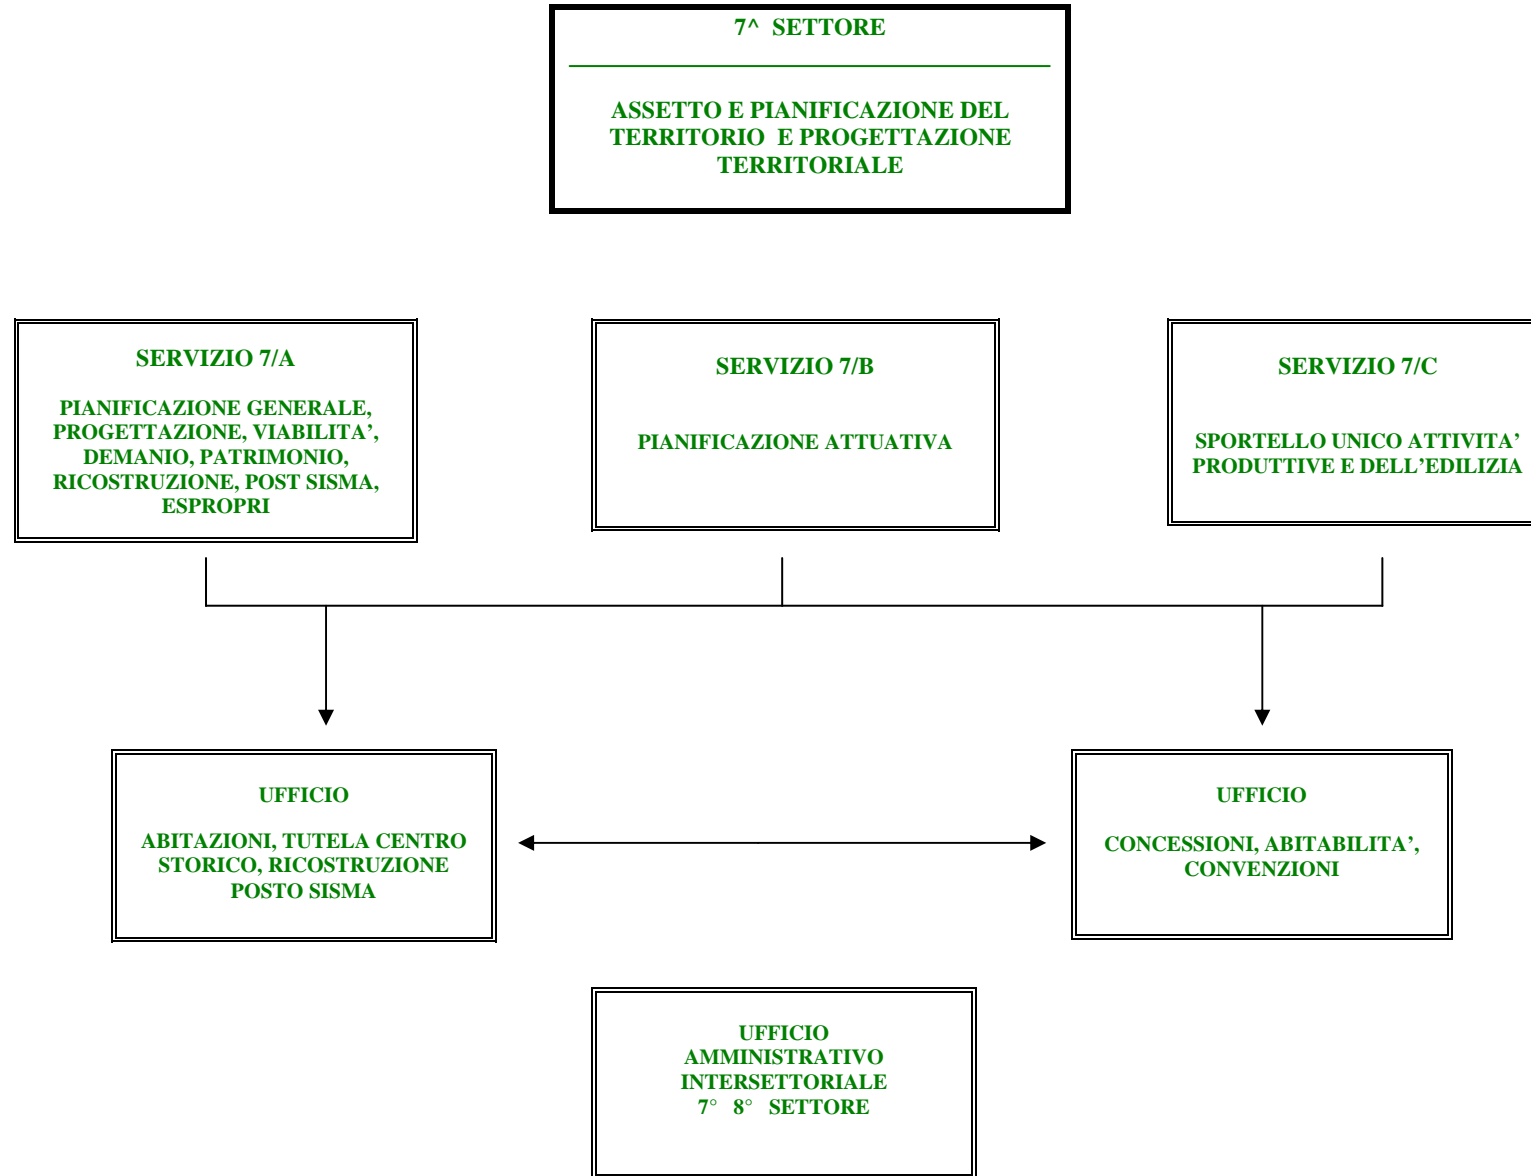 7^ SETTORE
ASSETTO E PIANIFICAZIONE DEL
TERRITORIO E PROGETTAZIONE
TERRITORIALE
SERVIZIO 7/A
PIANIFICAZIONE GENERALE,
PROGETTAZIONE, VIABILITA’,
DEMANIO, PATRIMONIO,
RICOSTRUZIONE, POST SISMA,
ESPROPRI
SERVIZIO 7/B
PIANIFICAZIONE ATTUATIVA
SERVIZIO 7/C
SPORTELLO UNICO ATTIVITA’
PRODUTTIVE E DELL’EDILIZIA
UFFICIO
ABITAZIONI, TUTELA CENTRO
STORICO, RICOSTRUZIONE
POSTO SISMA
UFFICIO
CONCESSIONI, ABITABILITA’,
CONVENZIONI
UFFICIO
AMMINISTRATIVO
INTERSETTORIALE
7° 8° SETTORE